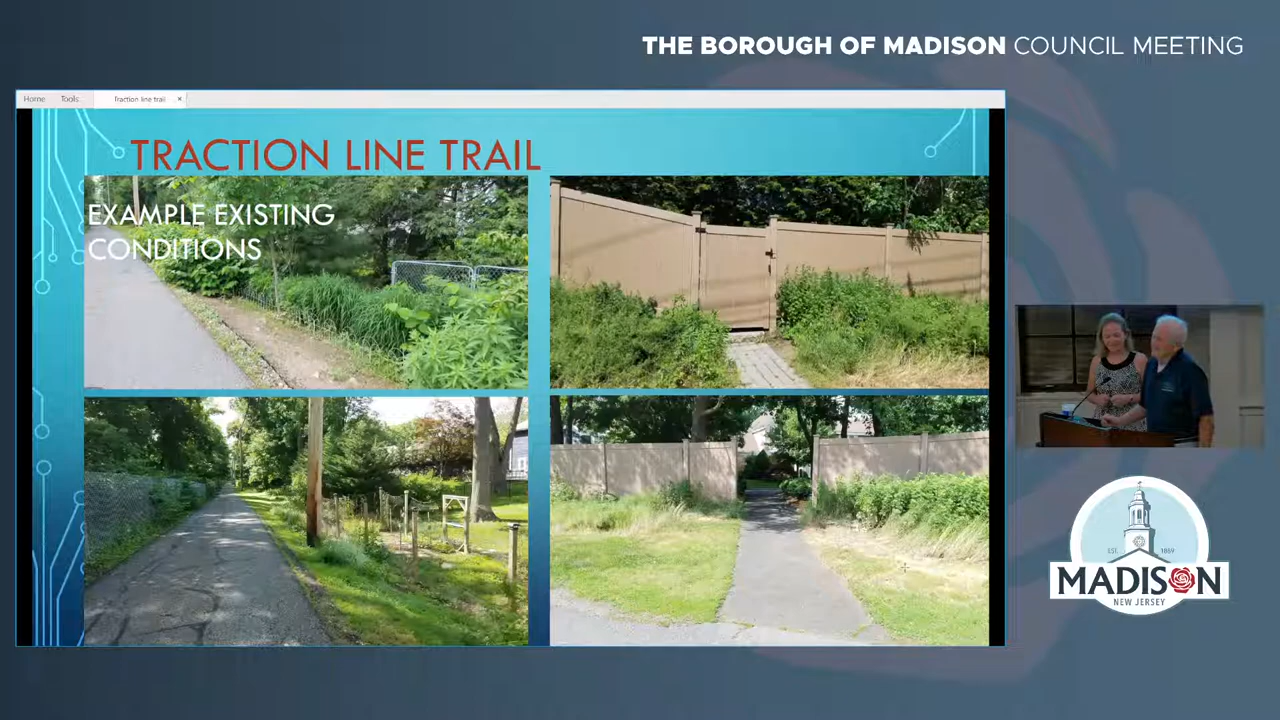 THE BOROUGH OF MADISON COUNCIL MEETING
Home Tools... Traction line trail ×
TRACTION LINE TRAIL
EXAMPLE EXISTING
CONDITIONS
EST. 1889
MADISON
NEW JERSEY